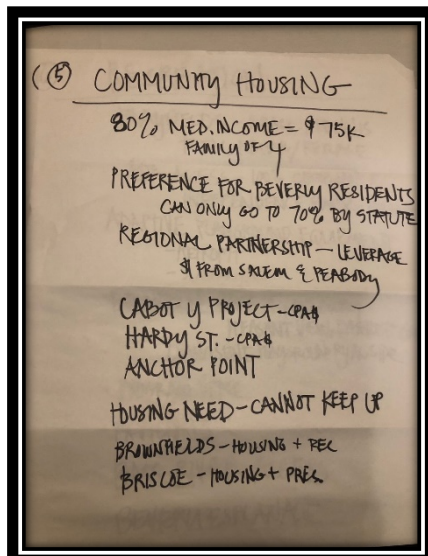 (⑤ COMMUNITY HOUSING
80% MED. INCOME = $75K
FAMILY OF 4
PREFERENCE FOR BEVERLY RESIDENTS
CAN ONLY GO TO 70% BY STATUTE
REGIONAL PARTNERSHIP - LEVERAGE
$ FROM SALEM & PEABODY
CABOT Y PROJECT - CPA$
HARDY ST. - CPA$
ANCHOR POINT
HOUSING NEED - CANNOT KEEP UP
BROWNFIELDS - HOUSING + REC
BRISCOE - HOUSING + PRES.